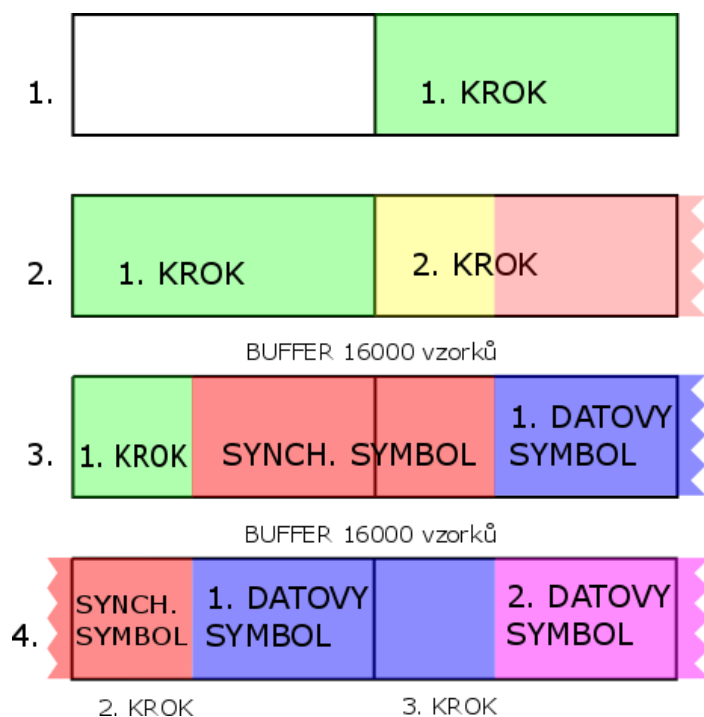 1.
1. KROK
2.
1. KROK
2. KROK
BUFFER 16000 vzorků
3.
1. KROK
SYNCH. SYMBOL
1. DATOVY
SYMBOL
BUFFER 16000 vzorků
4.
SYNCH.
SYMBOL
1. DATOVY
SYMBOL
2. DATOVY
SYMBOL
2. KROK
3. KROK